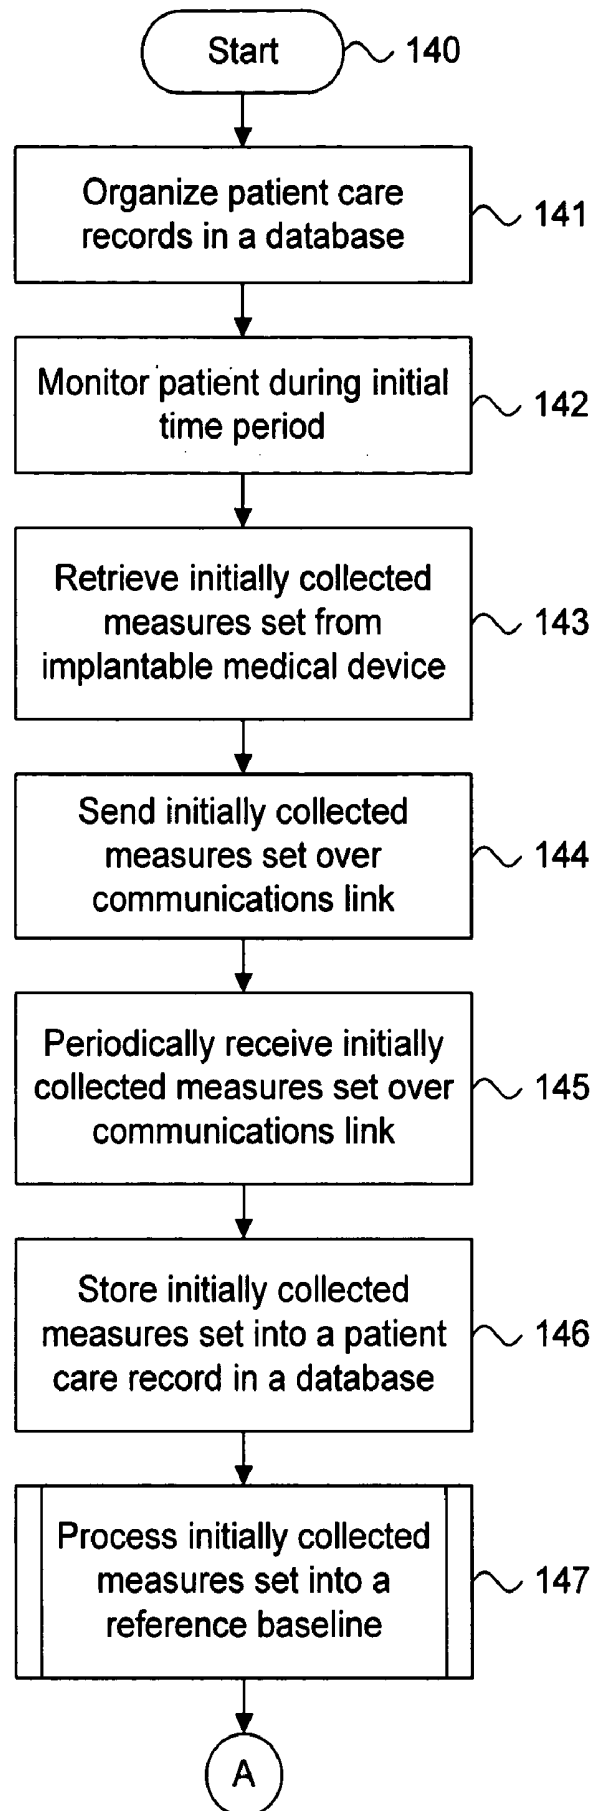 Start
140
Organize patient care
records in a database
141
Monitor patient during initial
time period
142
Retrieve initially collected
measures set from
implantable medical device
143
Send initially collected
measures set over
communications link
144
Periodically receive initially
collected measures set over
communications link
145
Store initially collected
measures set into a patient
care record in a database
146
Process initially collected
measures set into a
reference baseline
147
A